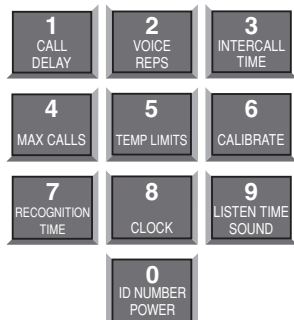 1
CALL
DELAY
2
VOICE
REPS
3
INTERCALL
TIME
4
MAX CALLS
5
TEMP LIMITS
6
CALIBRATE
7
RECOGNITION
TIME
8
CLOCK
9
LISTEN TIME
SOUND
0
ID NUMBER
POWER